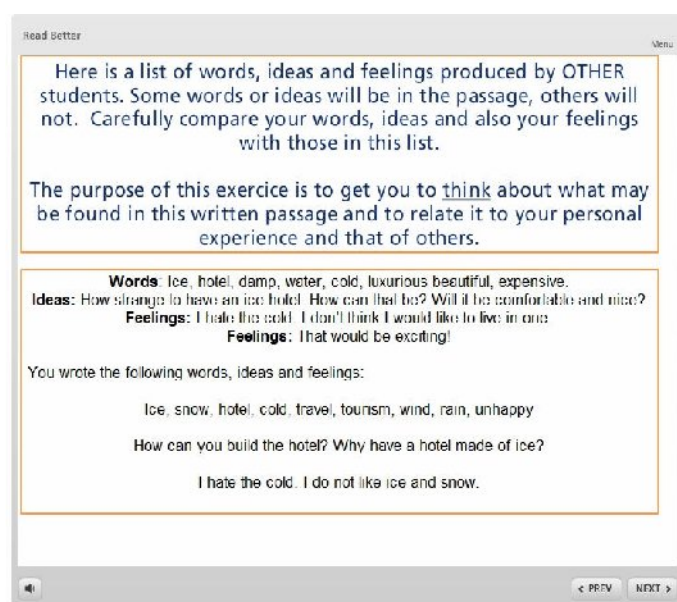 Read Better
Menu
Here is a list of words, ideas and feelings produced by OTHER
students. Some words or ideas will be in the passage, others will
not. Carefully compare your words, ideas and also your feelings
with those in this list.
The purpose of this exercice is to get you to think about what may
be found in this written passage and to relate it to your personal
experience and that of others.
Words: Ice, hotel, damp, water, cold, luxurious beautiful, expensive.
Ideas: How strange to have an ice hotel. How can that be? Will it be comfortable and nice?
Feelings: I hate the cold. I don't think I would like to live in one
Feelings: That would be exciting!
You wrote the following words, ideas and feelings:
Ice, snow, hotel, cold, travel, tourism, wind, rain, unhappy
How can you build the hotel? Why have a hotel made of ice?
I hate the cold. I do not like ice and snow.
< PREV NEXT >